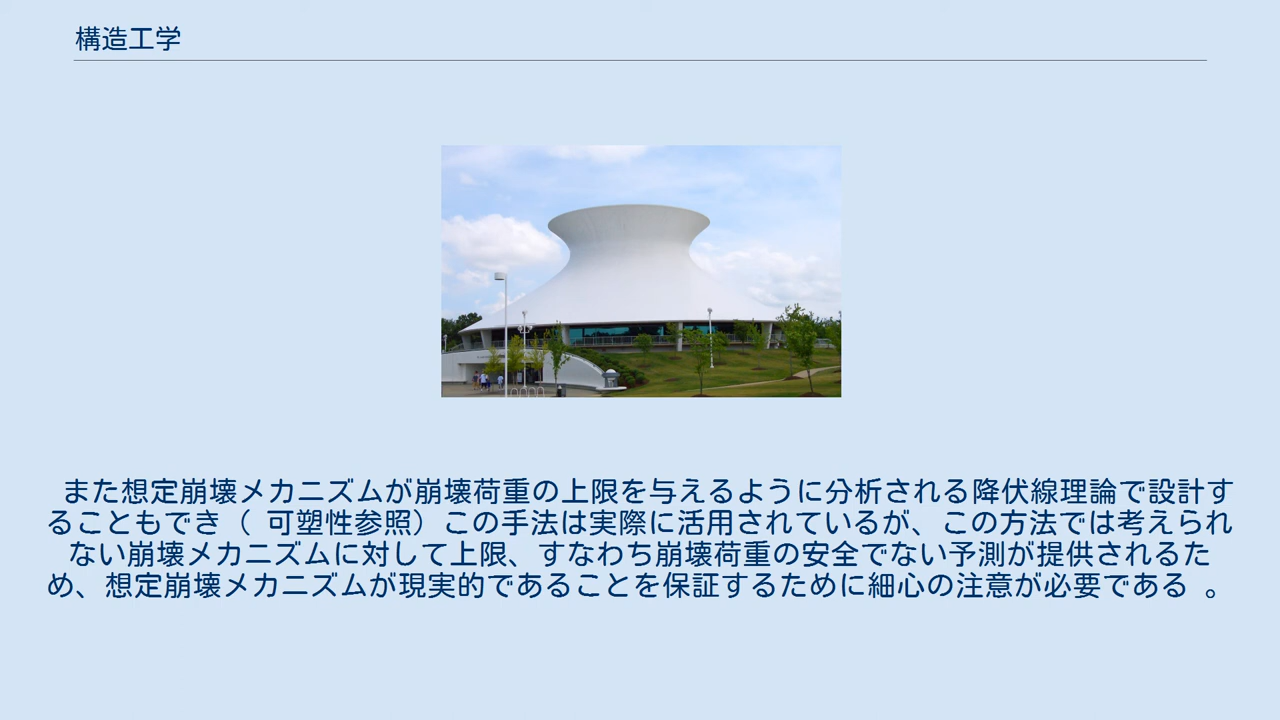 構造工学
また想定崩壊メカニズムが崩壊荷重の上限を与えるように分析される降伏線理論で設計す
ることもでき（ 可塑性参照）この手法は実際に活用されているが、この方法では考えられ
ない崩壊メカニズムに対して上限、すなわち崩壊荷重の安全でない予測が提供されるた
め、想定崩壊メカニズムが現実的であることを保証するために細心の注意が必要である 。